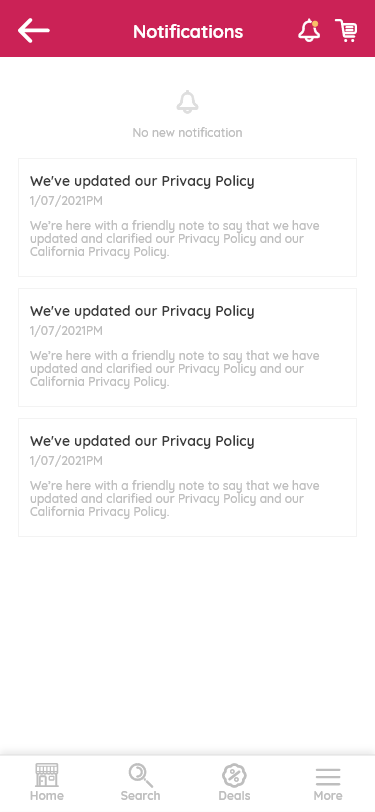 Notifications
No new notification
We've updated our Privacy Policy
1/07/2021PM
We're here with a friendly note to say that we have
updated and clarified our Privacy Policy and our
California Privacy Policy.
We've updated our Privacy Policy
1/07/2021PM
We're here with a friendly note to say that we have
updated and clarified our Privacy Policy and our
California Privacy Policy.
We've updated our Privacy Policy
1/07/2021PM
We're here with a friendly note to say that we have
updated and clarified our Privacy Policy and our
California Privacy Policy.
Home
Search
Deals
More